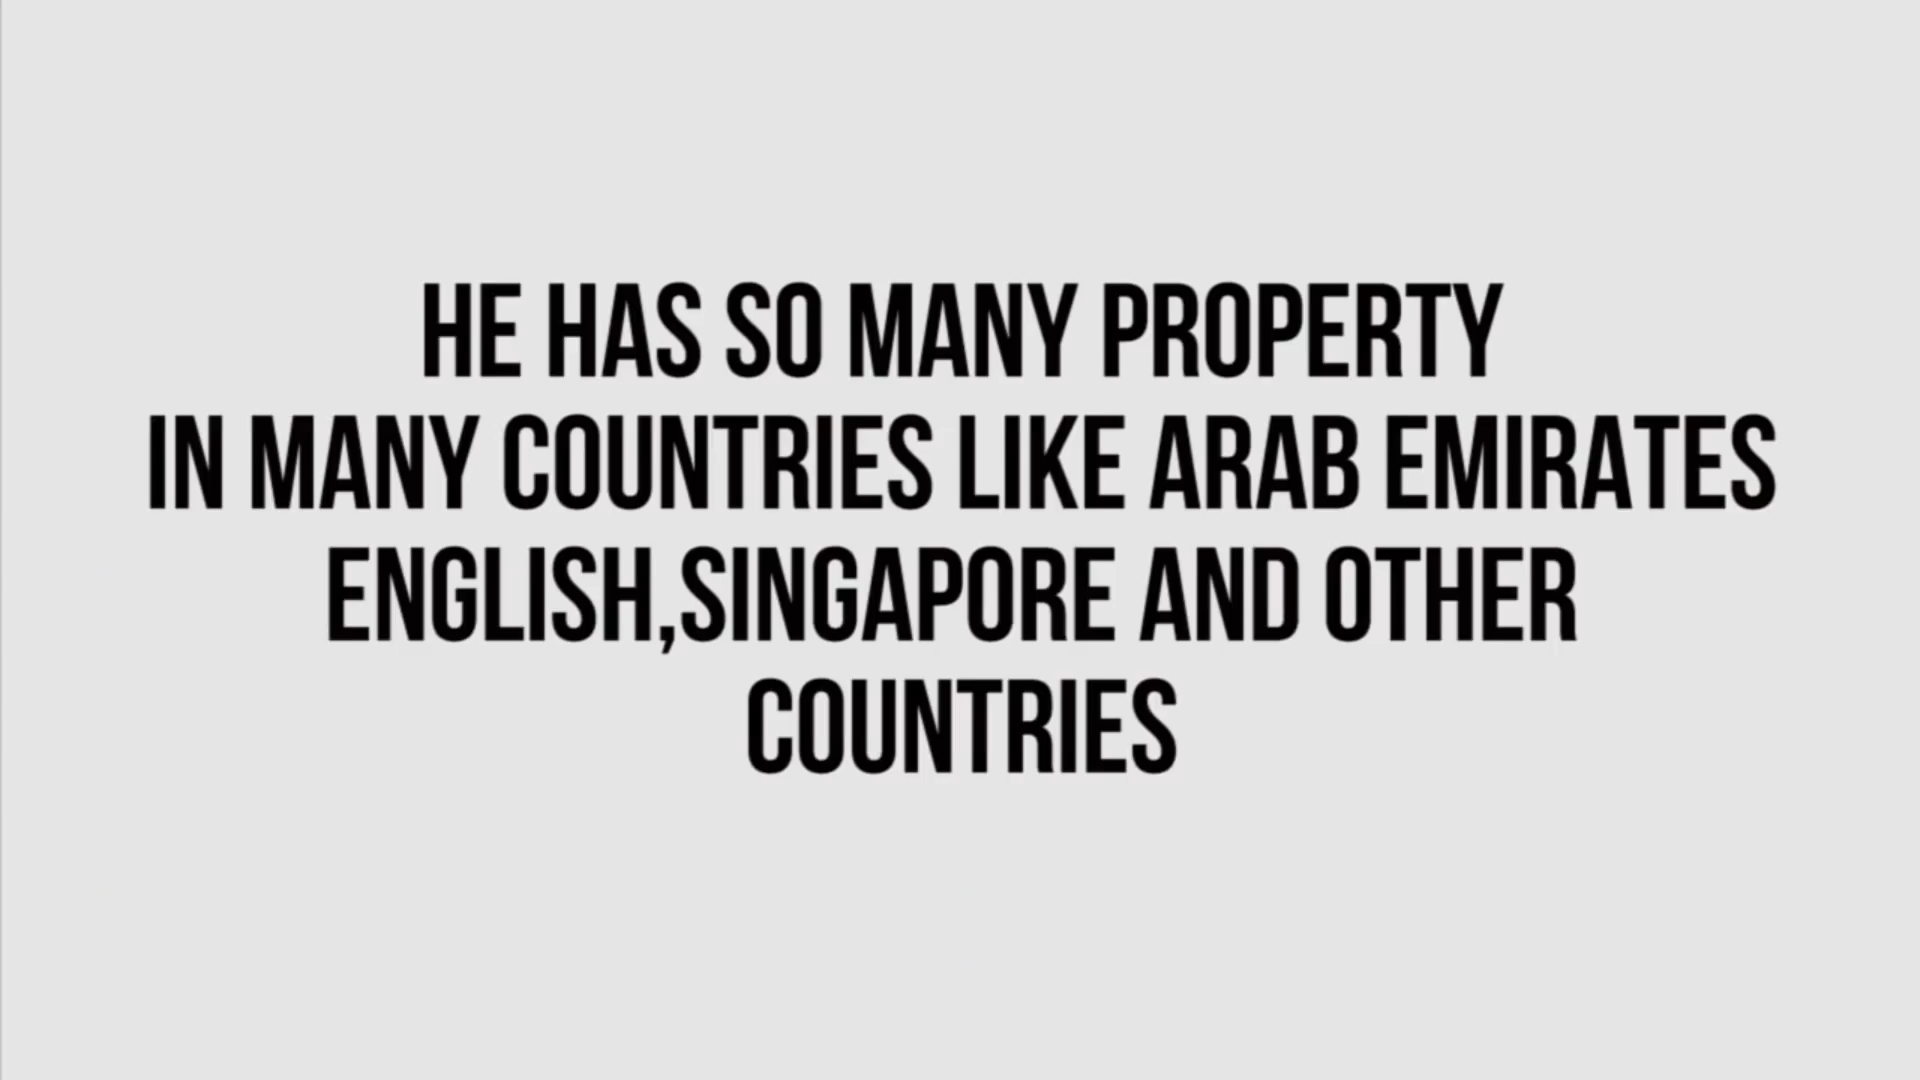 HE HAS SO MANY PROPERTY
IN MANY COUNTRIES LIKE ARAB EMIRATES
ENGLISH,SINGAPORE AND OTHER
COUNTRIES